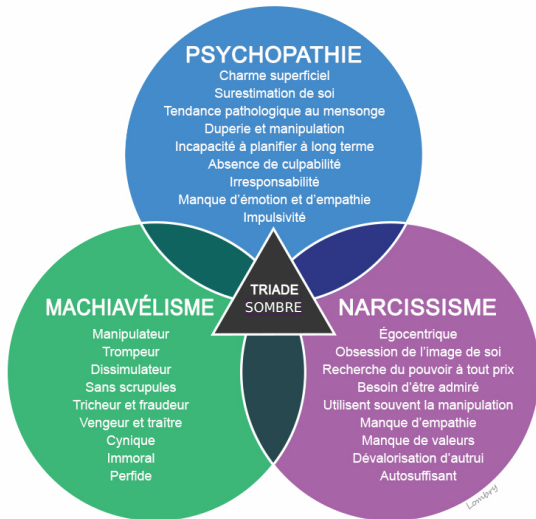 PSYCHOPATHIE
Charme superficiel
Surestimation de soi
Tendance pathologique au mensonge
Duperie et manipulation
Incapacité à planifier à long terme
Absence de culpabilité
Irresponsabilité
Manque d'émotion et d'empathie
Impulsivité
TRIADE
SOMBRE
MACHIAVÉLISME
Manipulateur
Trompeur
Dissimulateur
Sans scrupules
Tricheur et fraudeur
Vengeur et traître
Cynique
Immoral
Perfide
NARCISSISME
Égocentrique
Obsession de l'image de soi
Recherche du pouvoir à tout prix
Besoin d'être admiré
Utilisent souvent la manipulation
Manque d'empathie
Manque de valeurs
Dévalorisation d'autrui
Autosuffisant
Lombry